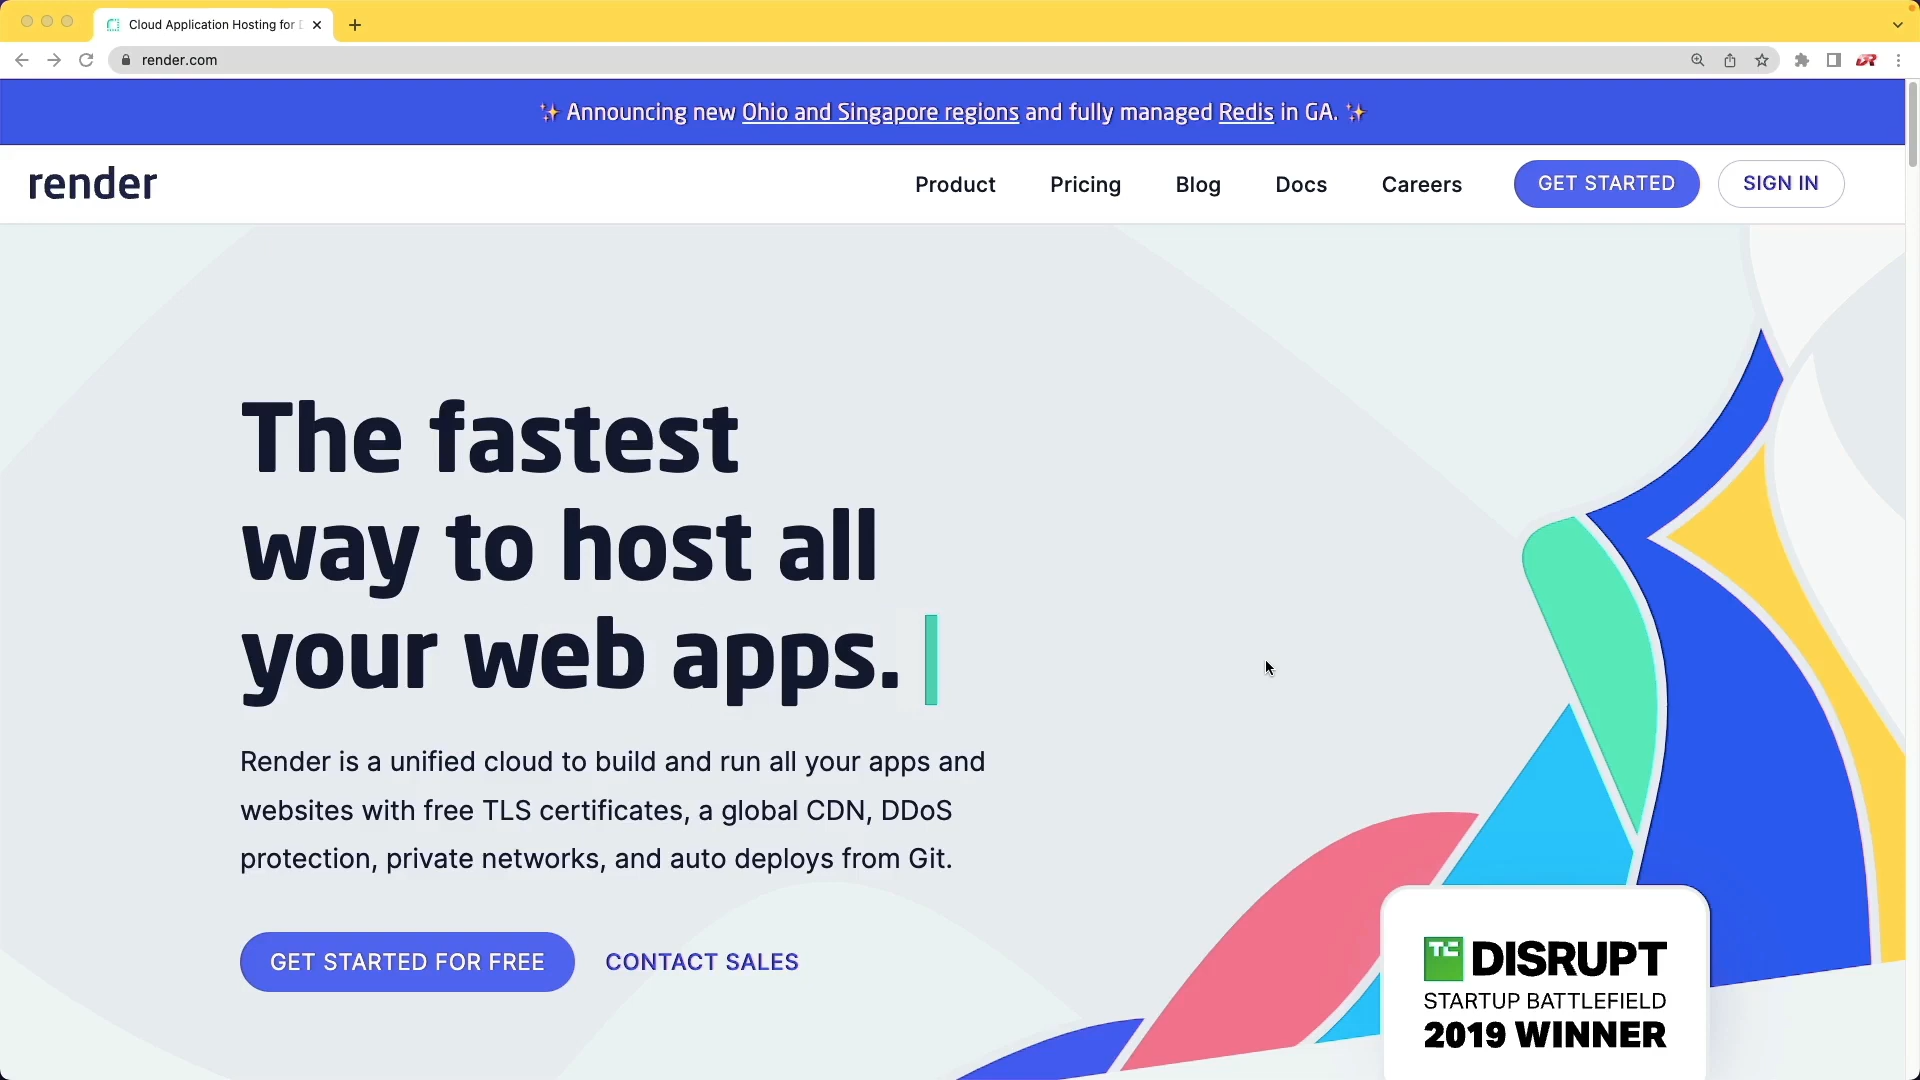 Cloud Application Hosting for D
render.com
✨ Announcing new Ohio and Singapore regions and fully managed Redis in GA. ✨
render
Product
Pricing
Blog
Docs
Careers
GET STARTED
SIGN IN
The fastest
way to host all
your web apps.
Render is a unified cloud to build and run all your apps and
websites with free TLS certificates, a global CDN, DDoS
protection, private networks, and auto deploys from Git.
GET STARTED FOR FREE
CONTACT SALES
TC DISRUPT
STARTUP BATTLEFIELD
2019 WINNER